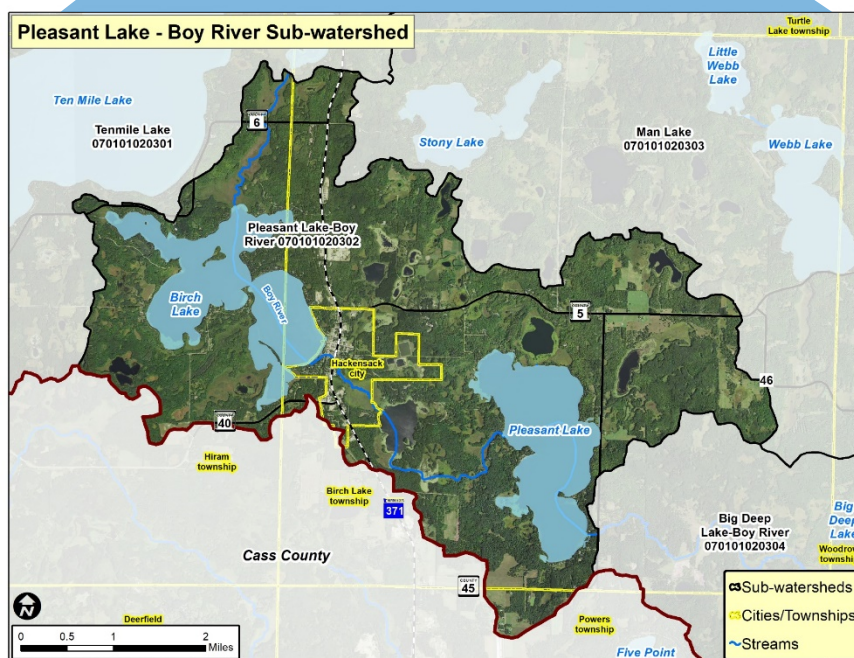 Pleasant Lake - Boy River Sub-watershed
Turtle
Lake township
Little
Webb
Lake
Ten Mile Lake
Tenmile Lake
070101020301
6
Stony Lake
Man Lake
070101020303
Webb Lake
Pleasant Lake-Boy
River 070101020302
Birch
Lake
Boy River
5
Hackensack
city
46
40
Pleasant Lake
Hiram
township
Birch Lake
township
371
Big Deep
Lake-Boy River
070101020304
Big
Deep
Lake
Woodrow
township
Cass County
COUNTY
45
N
Deerfield
Powers
township
Five Point
0 0.5 1 2
Miles
Sub-watersheds
Cities/Townships
Streams